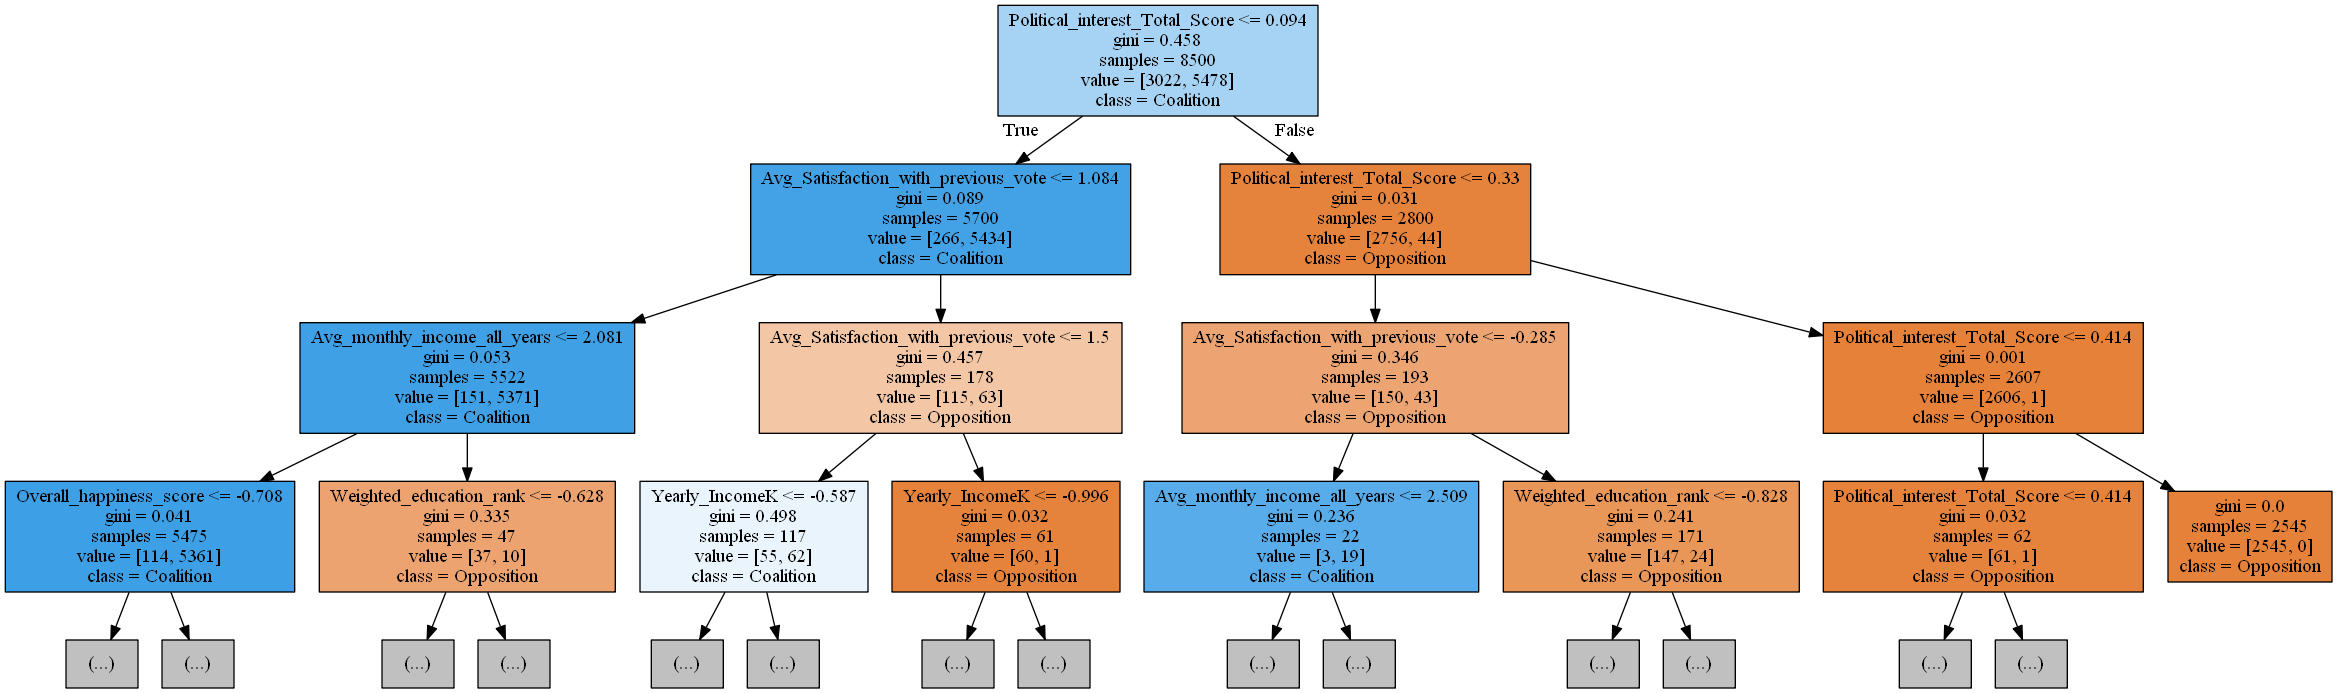 Political_interest_Total_Score <= 0.094
gini = 0.458
samples = 8500
value = [3022, 5478]
class = Coalition
True
False
Avg_Satisfaction_with_previous_vote <= 1.084
gini = 0.089
samples = 5700
value = [266, 5434]
class = Coalition
Political_interest_Total_Score <= 0.33
gini = 0.031
samples = 2800
value = [2756, 44]
class = Opposition
Avg_monthly_income_all_years <= 2.081
gini = 0.053
samples = 5522
value = [151, 5371]
class = Coalition
Avg_Satisfaction_with_previous_vote <= 1.5
gini = 0.457
samples = 178
value = [115, 63]
class = Opposition
Avg_Satisfaction_with_previous_vote <= -0.285
gini = 0.346
samples = 193
value = [150, 43]
class = Opposition
Political_interest_Total_Score <= 0.414
gini = 0.001
samples = 2607
value = [2606, 1]
class = Opposition
Overall_happiness_score <= -0.708
gini = 0.041
samples = 5475
value = [114, 5361]
class = Coalition
Weighted_education_rank <= -0.628
gini = 0.335
samples = 47
value = [37, 10]
class = Opposition
Yearly_IncomeK <= -0.587
gini = 0.498
samples = 117
value = [55, 62]
class = Coalition
Yearly_IncomeK <= -0.996
gini = 0.032
samples = 61
value = [60, 1]
class = Opposition
Avg_monthly_income_all_years <= 2.509
gini = 0.236
samples = 22
value = [3, 19]
class = Coalition
Weighted_education_rank <= -0.828
gini = 0.241
samples = 171
value = [147, 24]
class = Opposition
Political_interest_Total_Score <= 0.414
gini = 0.032
samples = 62
value = [61, 1]
class = Opposition
gini = 0.0
samples = 2545
value = [2545, 0]
class = Opposition
(...)
(...)
(...)
(...)
(...)
(...)
(...)
(...)
(...)
(...)
(...)
(...)
(...)
(...)